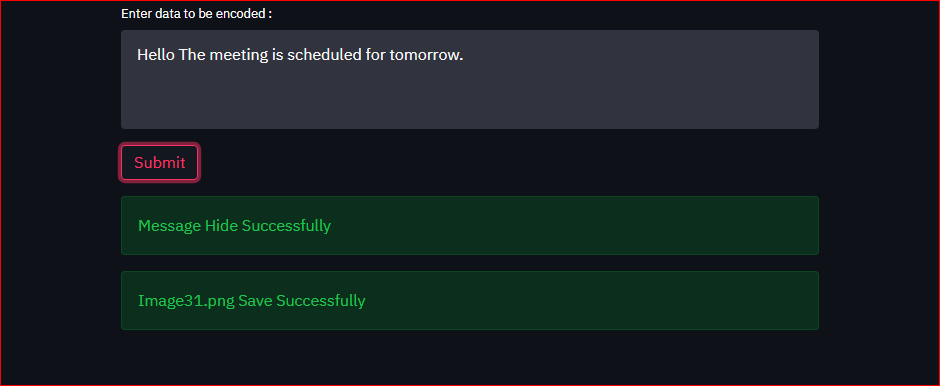 Enter data to be encoded :
Hello The meeting is scheduled for tomorrow.
Submit
Message Hide Successfully
Image31.png Save Successfully